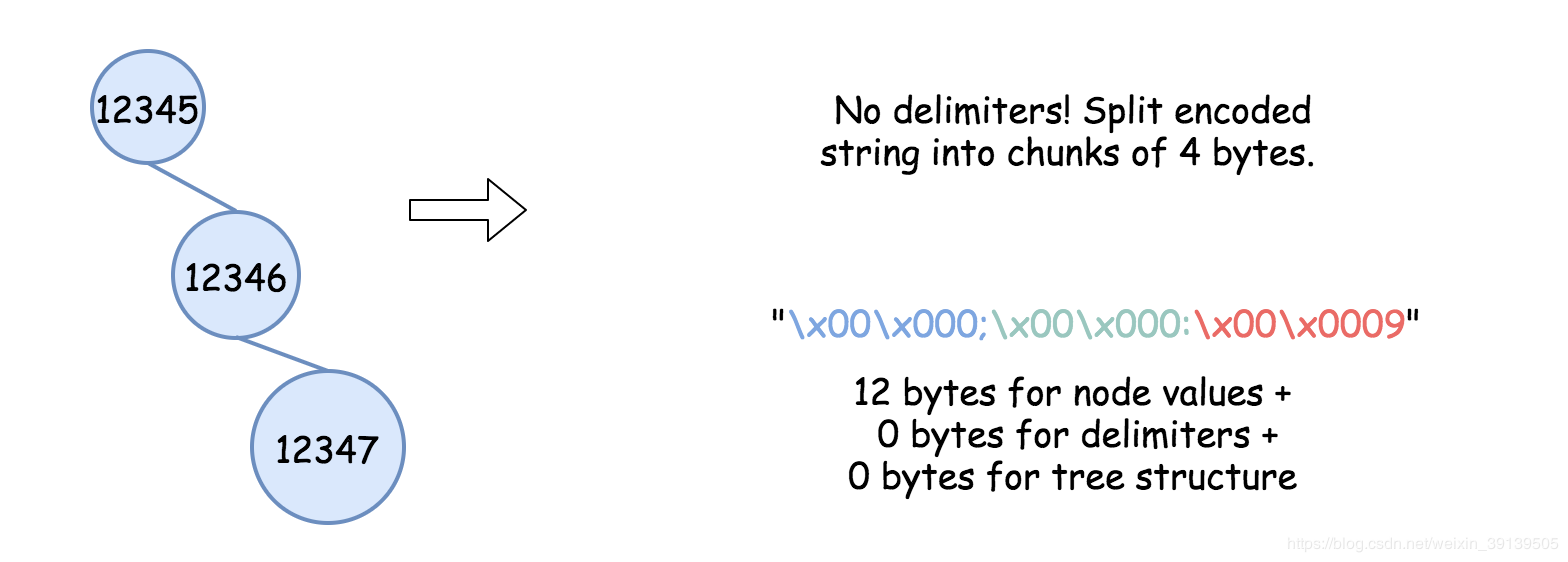 12345
12346
12347
No delimiters! Split encoded
string into chunks of 4 bytes.
"\x00\x000;\x00\x000:\x00\x0009"
12 bytes for node values +
0 bytes for delimiters +
0 bytes for tree structure
https://blog.csdn.net/weixin_39139505